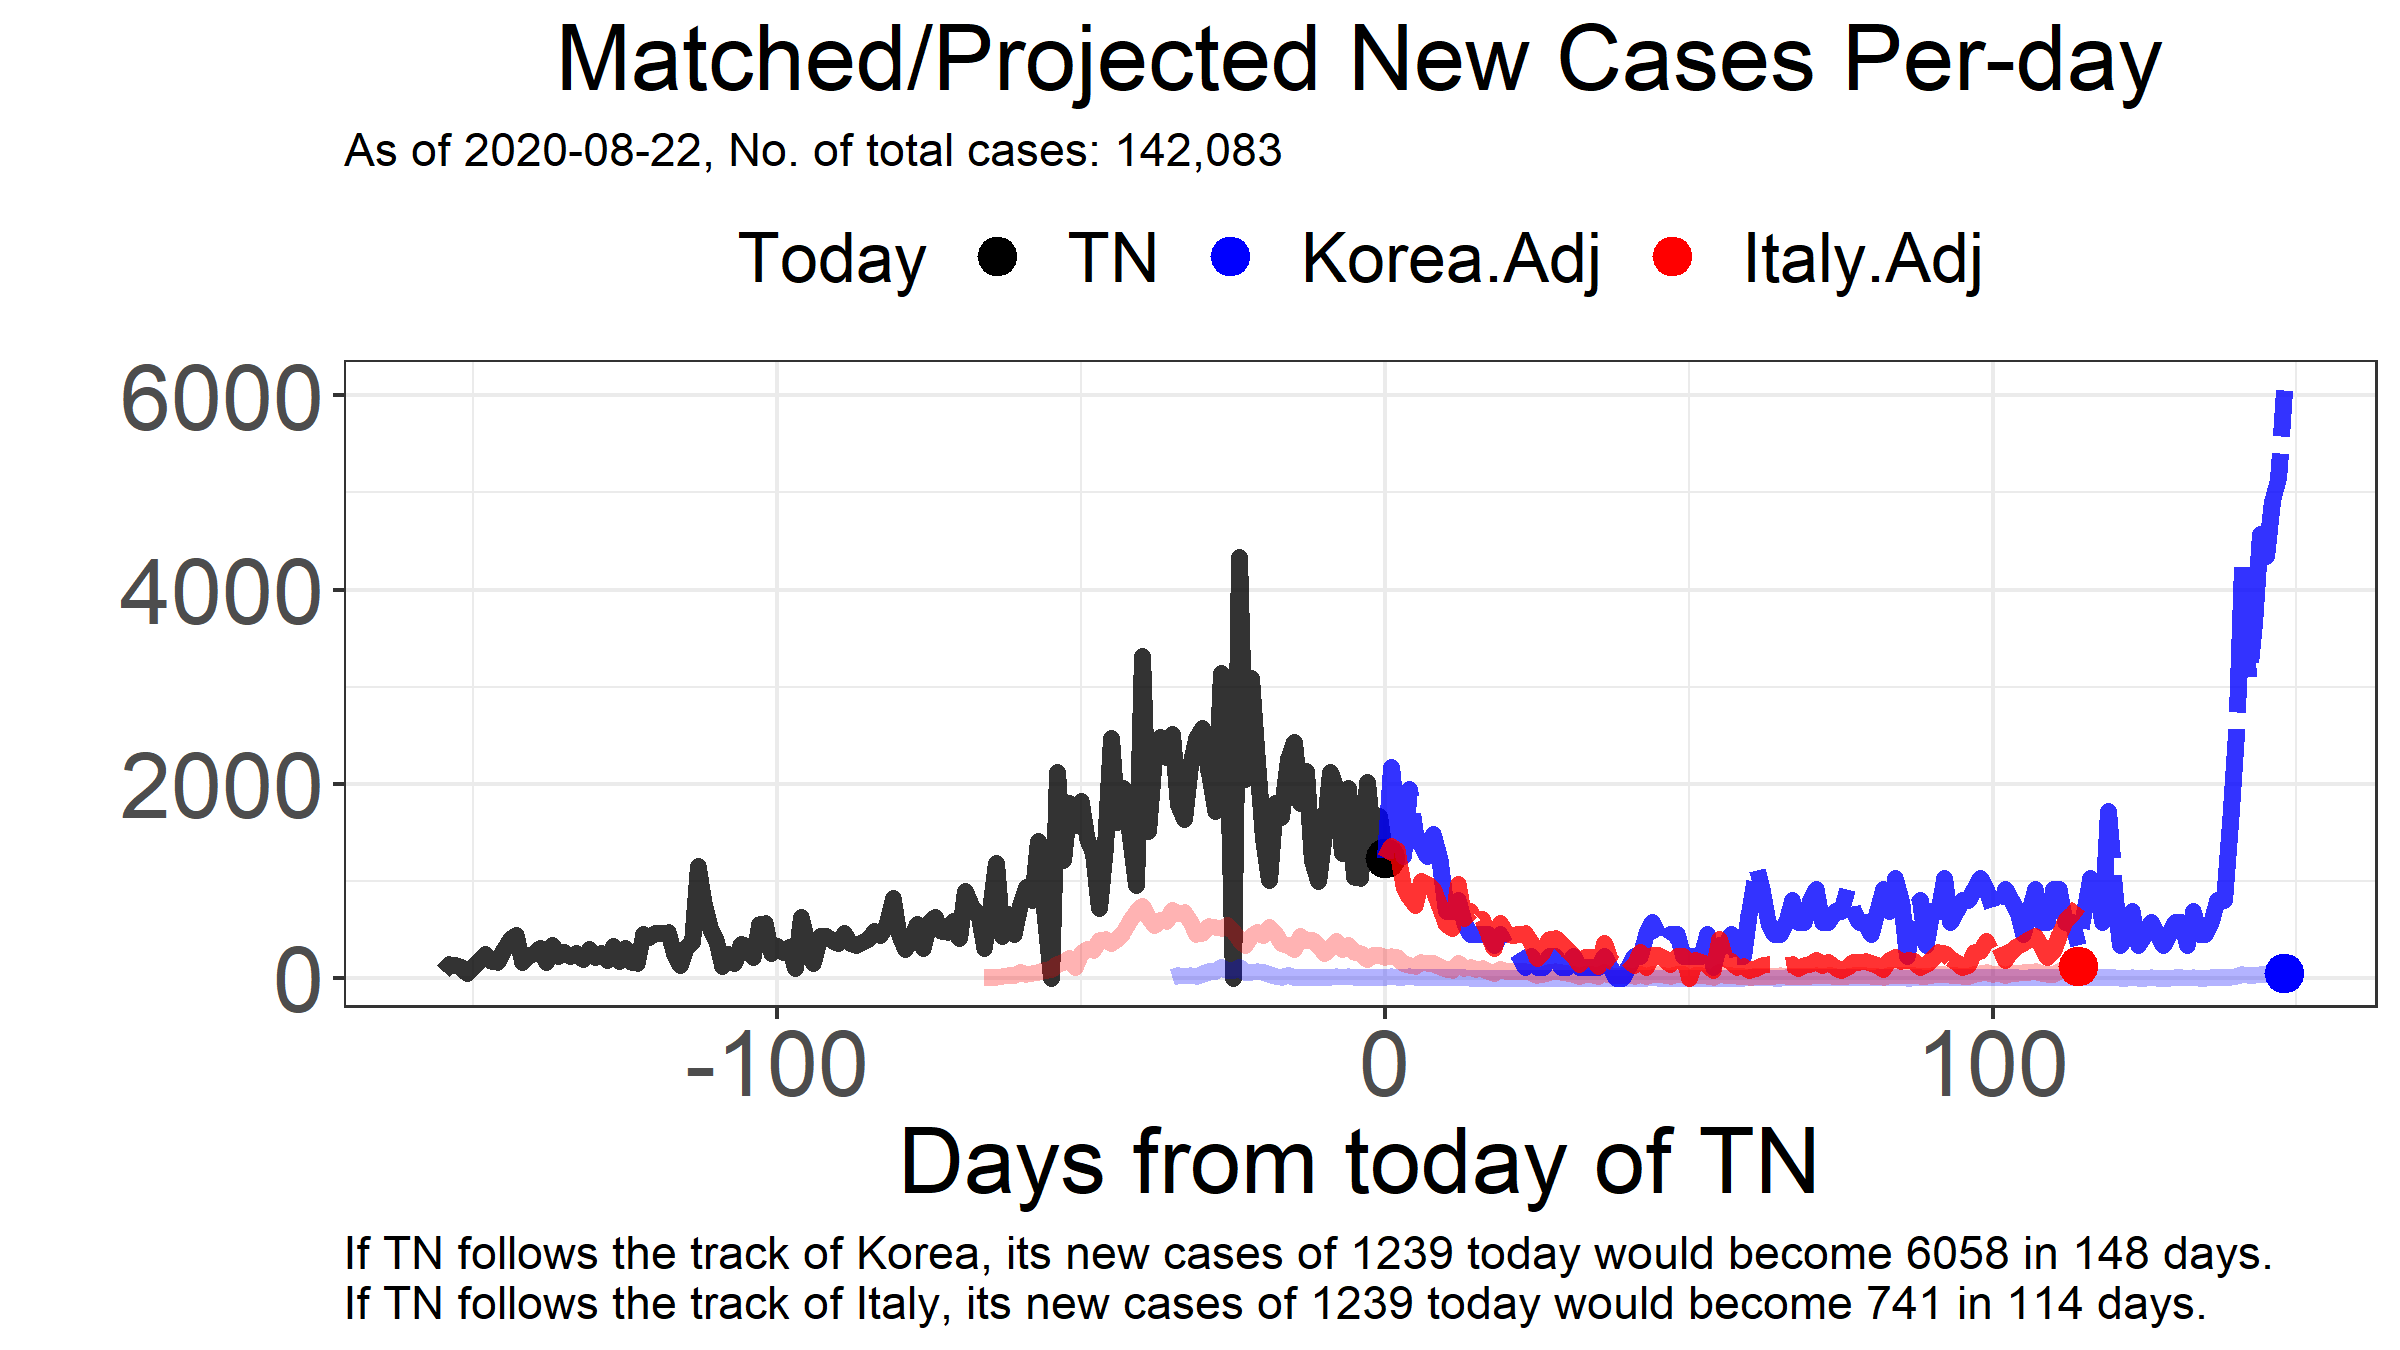 Matched/Projected New Cases Per-day
As of 2020-08-22, No. of total cases: 142,083
Today TN Korea.Adj Italy.Adj
6000
4000
2000
0
-100 0 100
Days from today of TN
If TN follows the track of Korea, its new cases of 1239 today would become 6058 in 148 days.
If TN follows the track of Italy, its new cases of 1239 today would become 741 in 114 days.